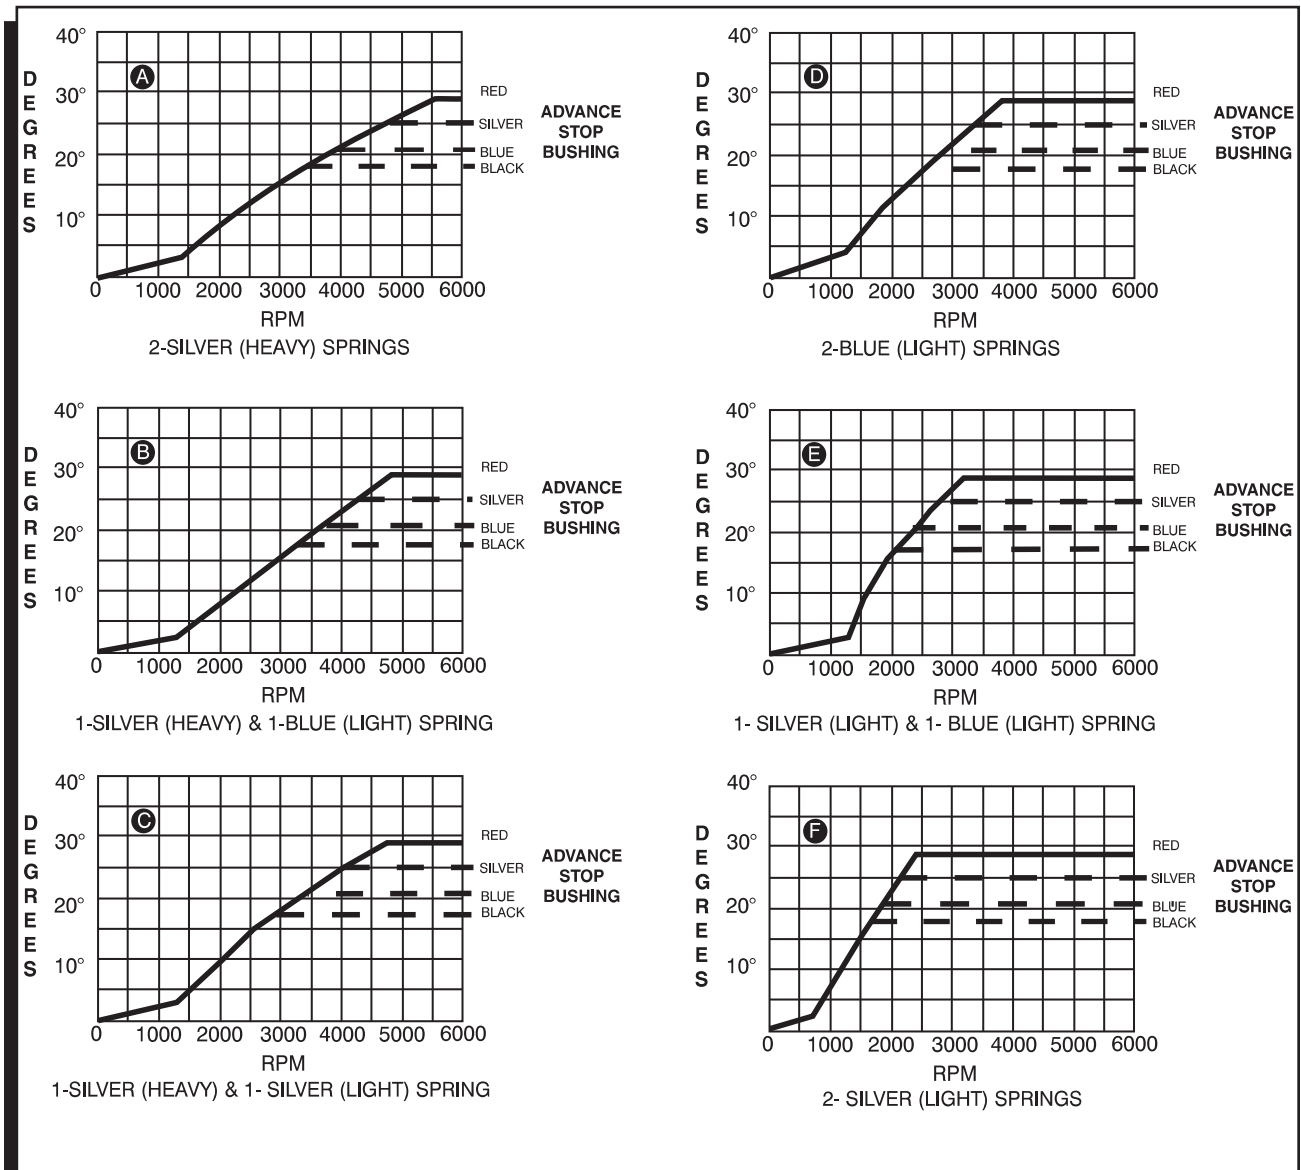 A
40°
30°
20°
10°
DEGREES
0 1000 2000 3000 4000 5000 6000
RPM
RED
SILVER
BLUE
BLACK
ADVANCE
STOP
BUSHING
2-SILVER (HEAVY) SPRINGS
D
40°
30°
20°
10°
DEGREES
0 1000 2000 3000 4000 5000 6000
RPM
RED
SILVER
BLUE
BLACK
ADVANCE
STOP
BUSHING
2-BLUE (LIGHT) SPRINGS
B
40°
30°
20°
10°
DEGREES
0 1000 2000 3000 4000 5000 6000
RPM
RED
SILVER
BLUE
BLACK
ADVANCE
STOP
BUSHING
1-SILVER (HEAVY) & 1-BLUE (LIGHT) SPRING
E
40°
30°
20°
10°
DEGREES
0 1000 2000 3000 4000 5000 6000
RPM
RED
SILVER
BLUE
BLACK
ADVANCE
STOP
BUSHING
1- SILVER (LIGHT) & 1- BLUE (LIGHT) SPRING
C
40°
30°
20°
10°
DEGREES
0 1000 2000 3000 4000 5000 6000
RPM
RED
SILVER
BLUE
BLACK
ADVANCE
STOP
BUSHING
1-SILVER (HEAVY) & 1- SILVER (LIGHT) SPRING
F
40°
30°
20°
10°
DEGREES
0 1000 2000 3000 4000 5000 6000
RPM
RED
SILVER
BLUE
BLACK
ADVANCE
STOP
BUSHING
2- SILVER (LIGHT) SPRINGS